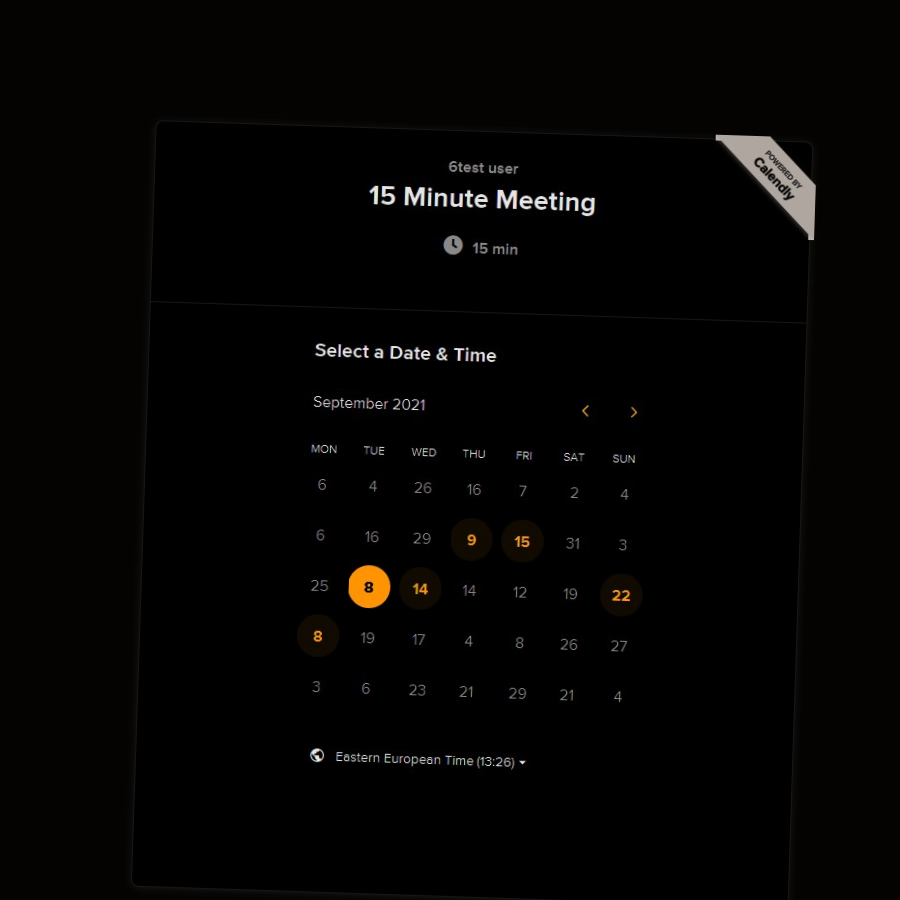 POWERED BY
Calendly
6test user
15 Minute Meeting
15 min
Select a Date & Time
September 2021
MON TUE WED THU FRI SAT SUN
6 4 26 16 7 2 4
6 16 29 9 15 31 3
25 8 14 14 12 19 22
8 19 17 4 8 26 27
3 6 23 21 29 21 4
Eastern European Time (13:26)